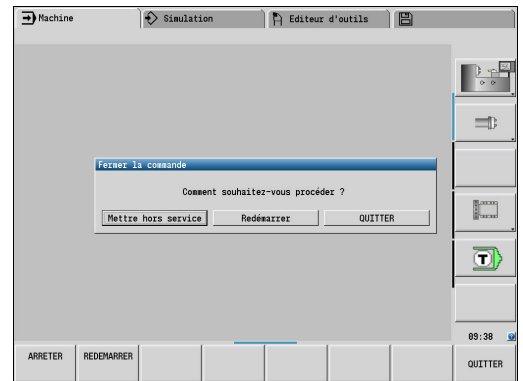 Machine
Simulation
Editeur d'outils
Fermer la commande
Comment souhaitez-vous procéder ?
Mettre hors service
Redémarrer
QUITTER
T
09:38
ARRETER
REDEMARRER
QUITTER